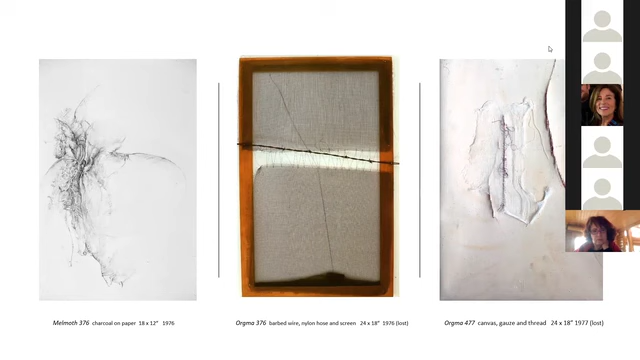 Melmoth 376 charcoal on paper 18 x 12" 1976
Orgma 376 barbed wire, nylon hose and screen 24 x 18" 1976 (lost)
Orgma 477 canvas, gauze and thread 24 x 18" 1977 (lost)